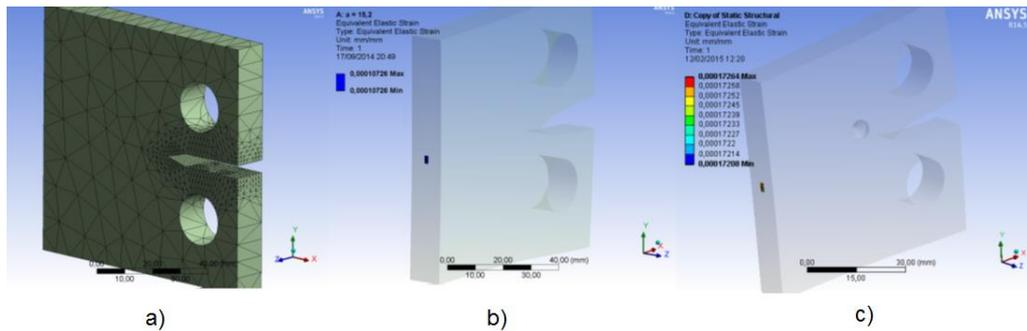 ANSYS
0,00
10,00
20,00
30,00
40,00 (mm)
Y
Z
X
a)
A: a = 15,2
Equivalent Elastic Strain
Type: Equivalent Elastic Strain
Unit: mm/mm
Time: 1
17/09/2014 20:49
0,00010726 Max
0,00010726 Min
ANSYS
0,00
20,00
40,00 (mm)
10,00
30,00
Y
X
Z
b)
D: Copy of Static Structural
Equivalent Elastic Strain
Type: Equivalent Elastic Strain
Unit: mm/mm
Time: 1
12/02/2015 12:20
0,00017264 Max
0,00017258
0,00017252
0,00017245
0,00017239
0,00017233
0,00017227
0,0001722
0,00017214
0,00017208 Min
ANSYS
0,00
30,00 (mm)
15,00
Y
X
Z
c)